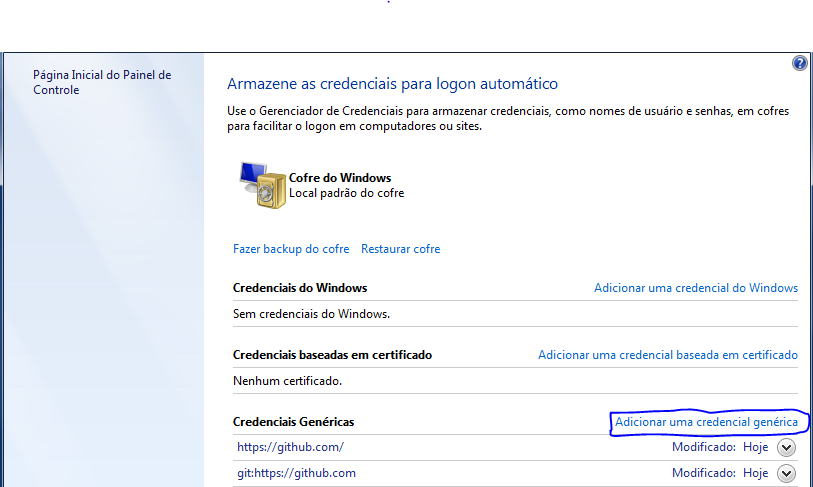 Página Inicial do Painel de
Controle
Armazene as credenciais para logon automático
Use o Gerenciador de Credenciais para armazenar credenciais, como nomes de usuário e senhas, em cofres
para facilitar o logon em computadores ou sites.
Cofre do Windows
Local padrão do cofre
Fazer backup do cofre Restaurar cofre
Credenciais do Windows Adicionar uma credencial do Windows
Sem credenciais do Windows.
Credenciais baseadas em certificado Adicionar uma credencial baseada em certificado
Nenhum certificado.
Credenciais Genéricas Adicionar uma credencial genérica
https://github.com/ Modificado: Hoje
git:https://github.com Modificado: Hoje